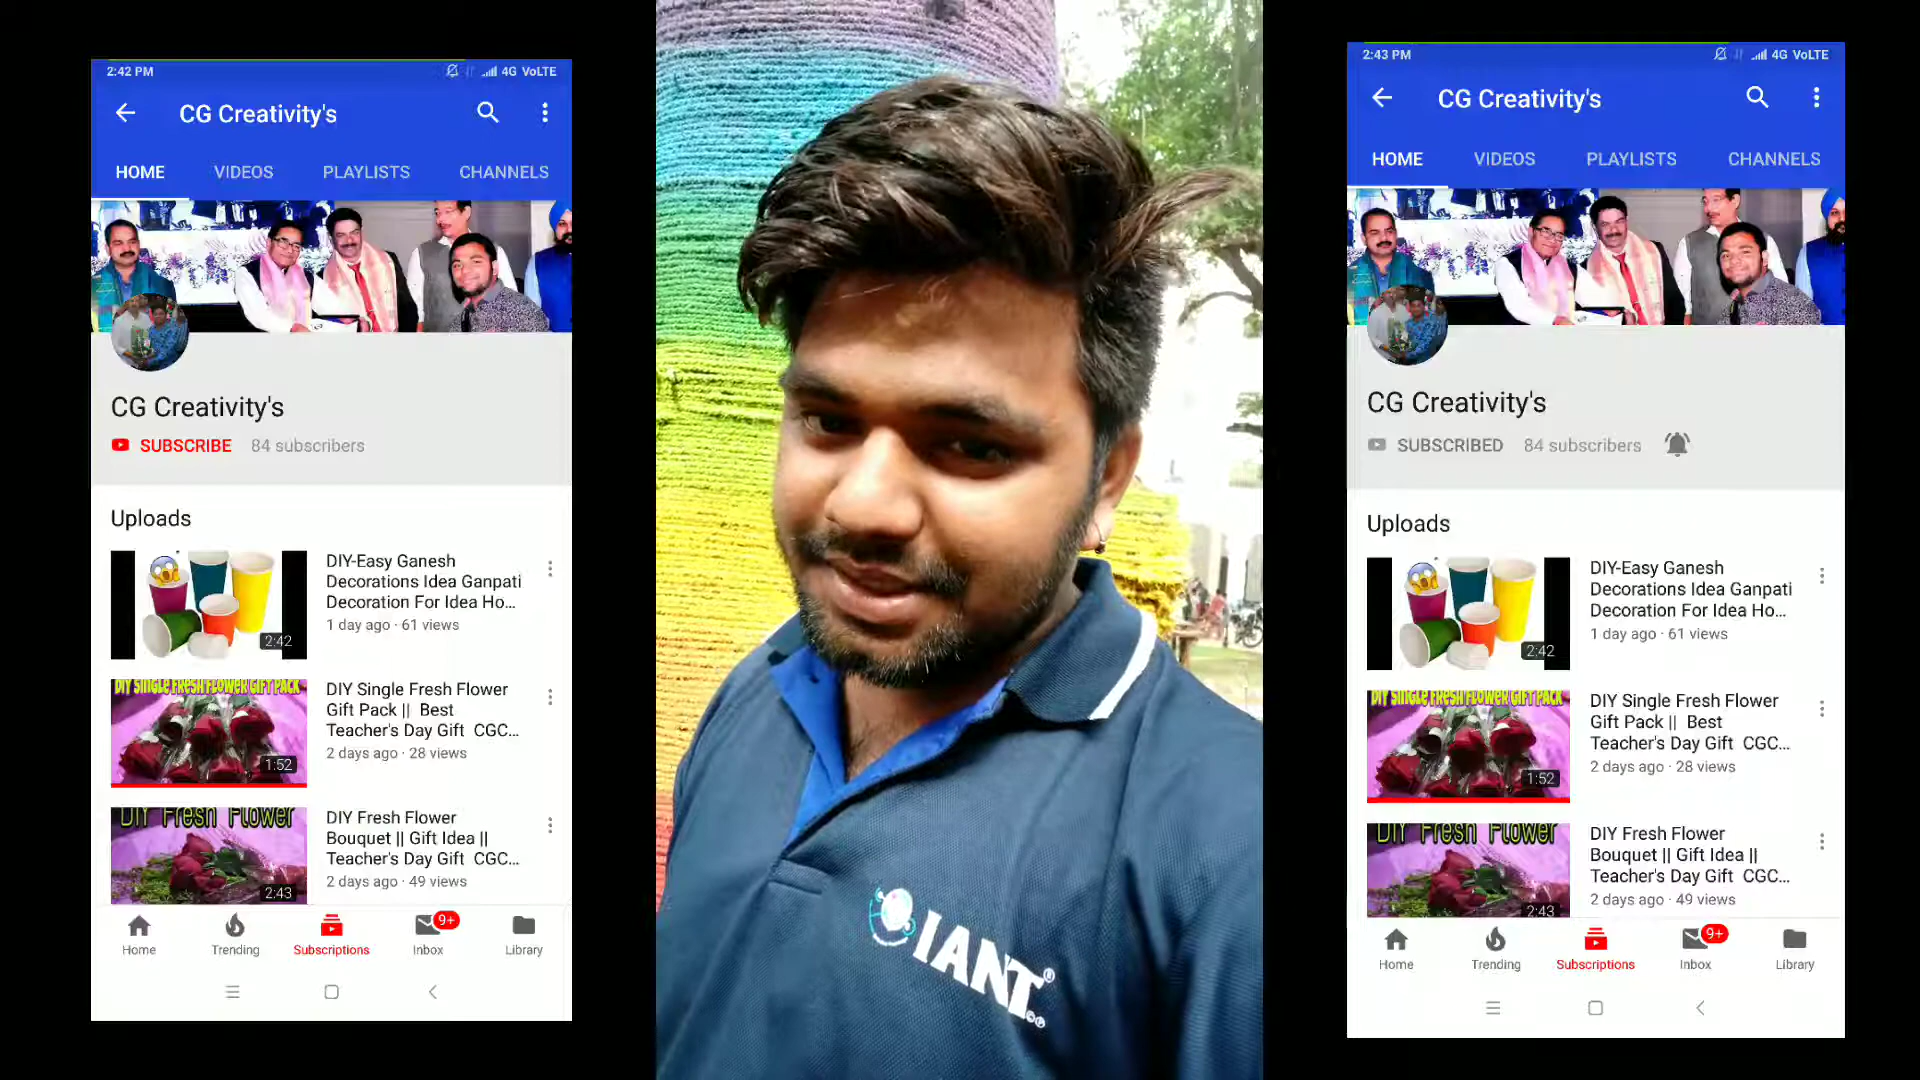 2:42 PM
4G VoLTE
CG Creativity's
HOME VIDEOS PLAYLISTS CHANNELS
CG Creativity's
SUBSCRIBE 84 subscribers
Uploads
DIY-Easy Ganesh
Decorations Idea Ganpati
Decoration For Idea Ho...
1 day ago · 61 views
2:42
DIY SINGLE FRESH FLOWER GIFT PACK
DIY Single Fresh Flower
Gift Pack || Best
Teacher's Day Gift CGC...
2 days ago · 28 views
1:52
DIY Fresh Flower
DIY Fresh Flower
Bouquet || Gift Idea ||
Teacher's Day Gift CGC...
2 days ago · 49 views
2:43
9+
Home Trending Subscriptions Inbox Library
IANT
2:43 PM
4G VoLTE
CG Creativity's
HOME VIDEOS PLAYLISTS CHANNELS
CG Creativity's
SUBSCRIBED 84 subscribers
Uploads
DIY-Easy Ganesh
Decorations Idea Ganpati
Decoration For Idea Ho...
1 day ago · 61 views
2:42
DIY SINGLE FRESH FLOWER GIFT PACK
DIY Single Fresh Flower
Gift Pack || Best
Teacher's Day Gift CGC...
2 days ago · 28 views
1:52
DIY Fresh Flower
DIY Fresh Flower
Bouquet || Gift Idea ||
Teacher's Day Gift CGC...
2 days ago · 49 views
2:43
9+
Home Trending Subscriptions Inbox Library